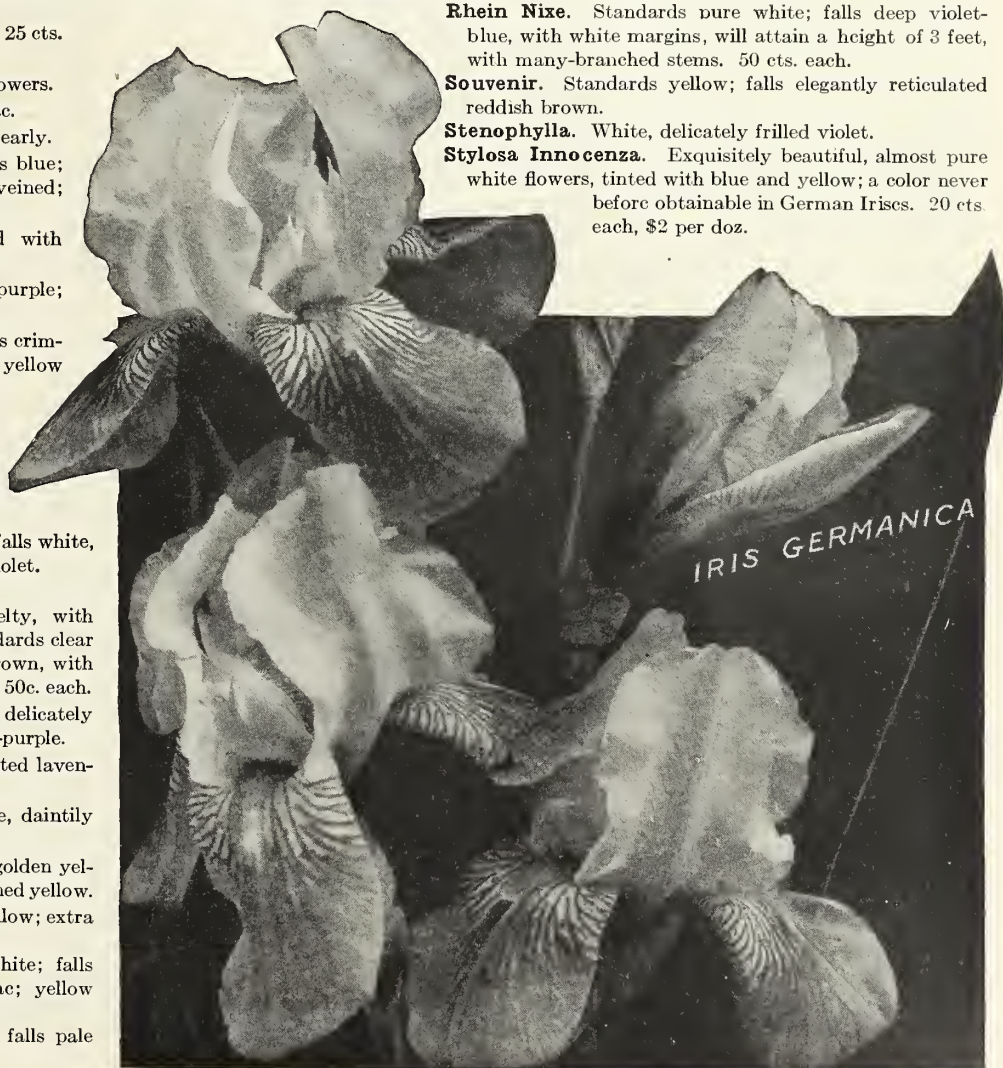 25 cts.
owers.
c.
early.
s blue;
veined;
d with
purple;
s crim-
yellow
falls white,
iolet.
elty, with
dards clear
rown, with
50c. each.
delicately
-purple.
ted laven-
e, daintily
golden yel-
ned yellow.
low; extra
hite; falls
ac; yellow
falls pale
Rhein Nixe. Standards pure white; falls deep violet-
blue, with white margins, will attain a height of 3 feet,
with many-branched stems. 50 cts. each.
Souvenir. Standards yellow; falls elegantly reticulated
reddish brown.
Stenophylla. White, delicately frilled violet.
Stylosa Innocenza. Exquisitely beautiful, almost pure
white flowers, tinted with blue and yellow; a color never
before obtainable in German Irises. 20 cts
each, $2 per doz.
IRIS GERMANICA